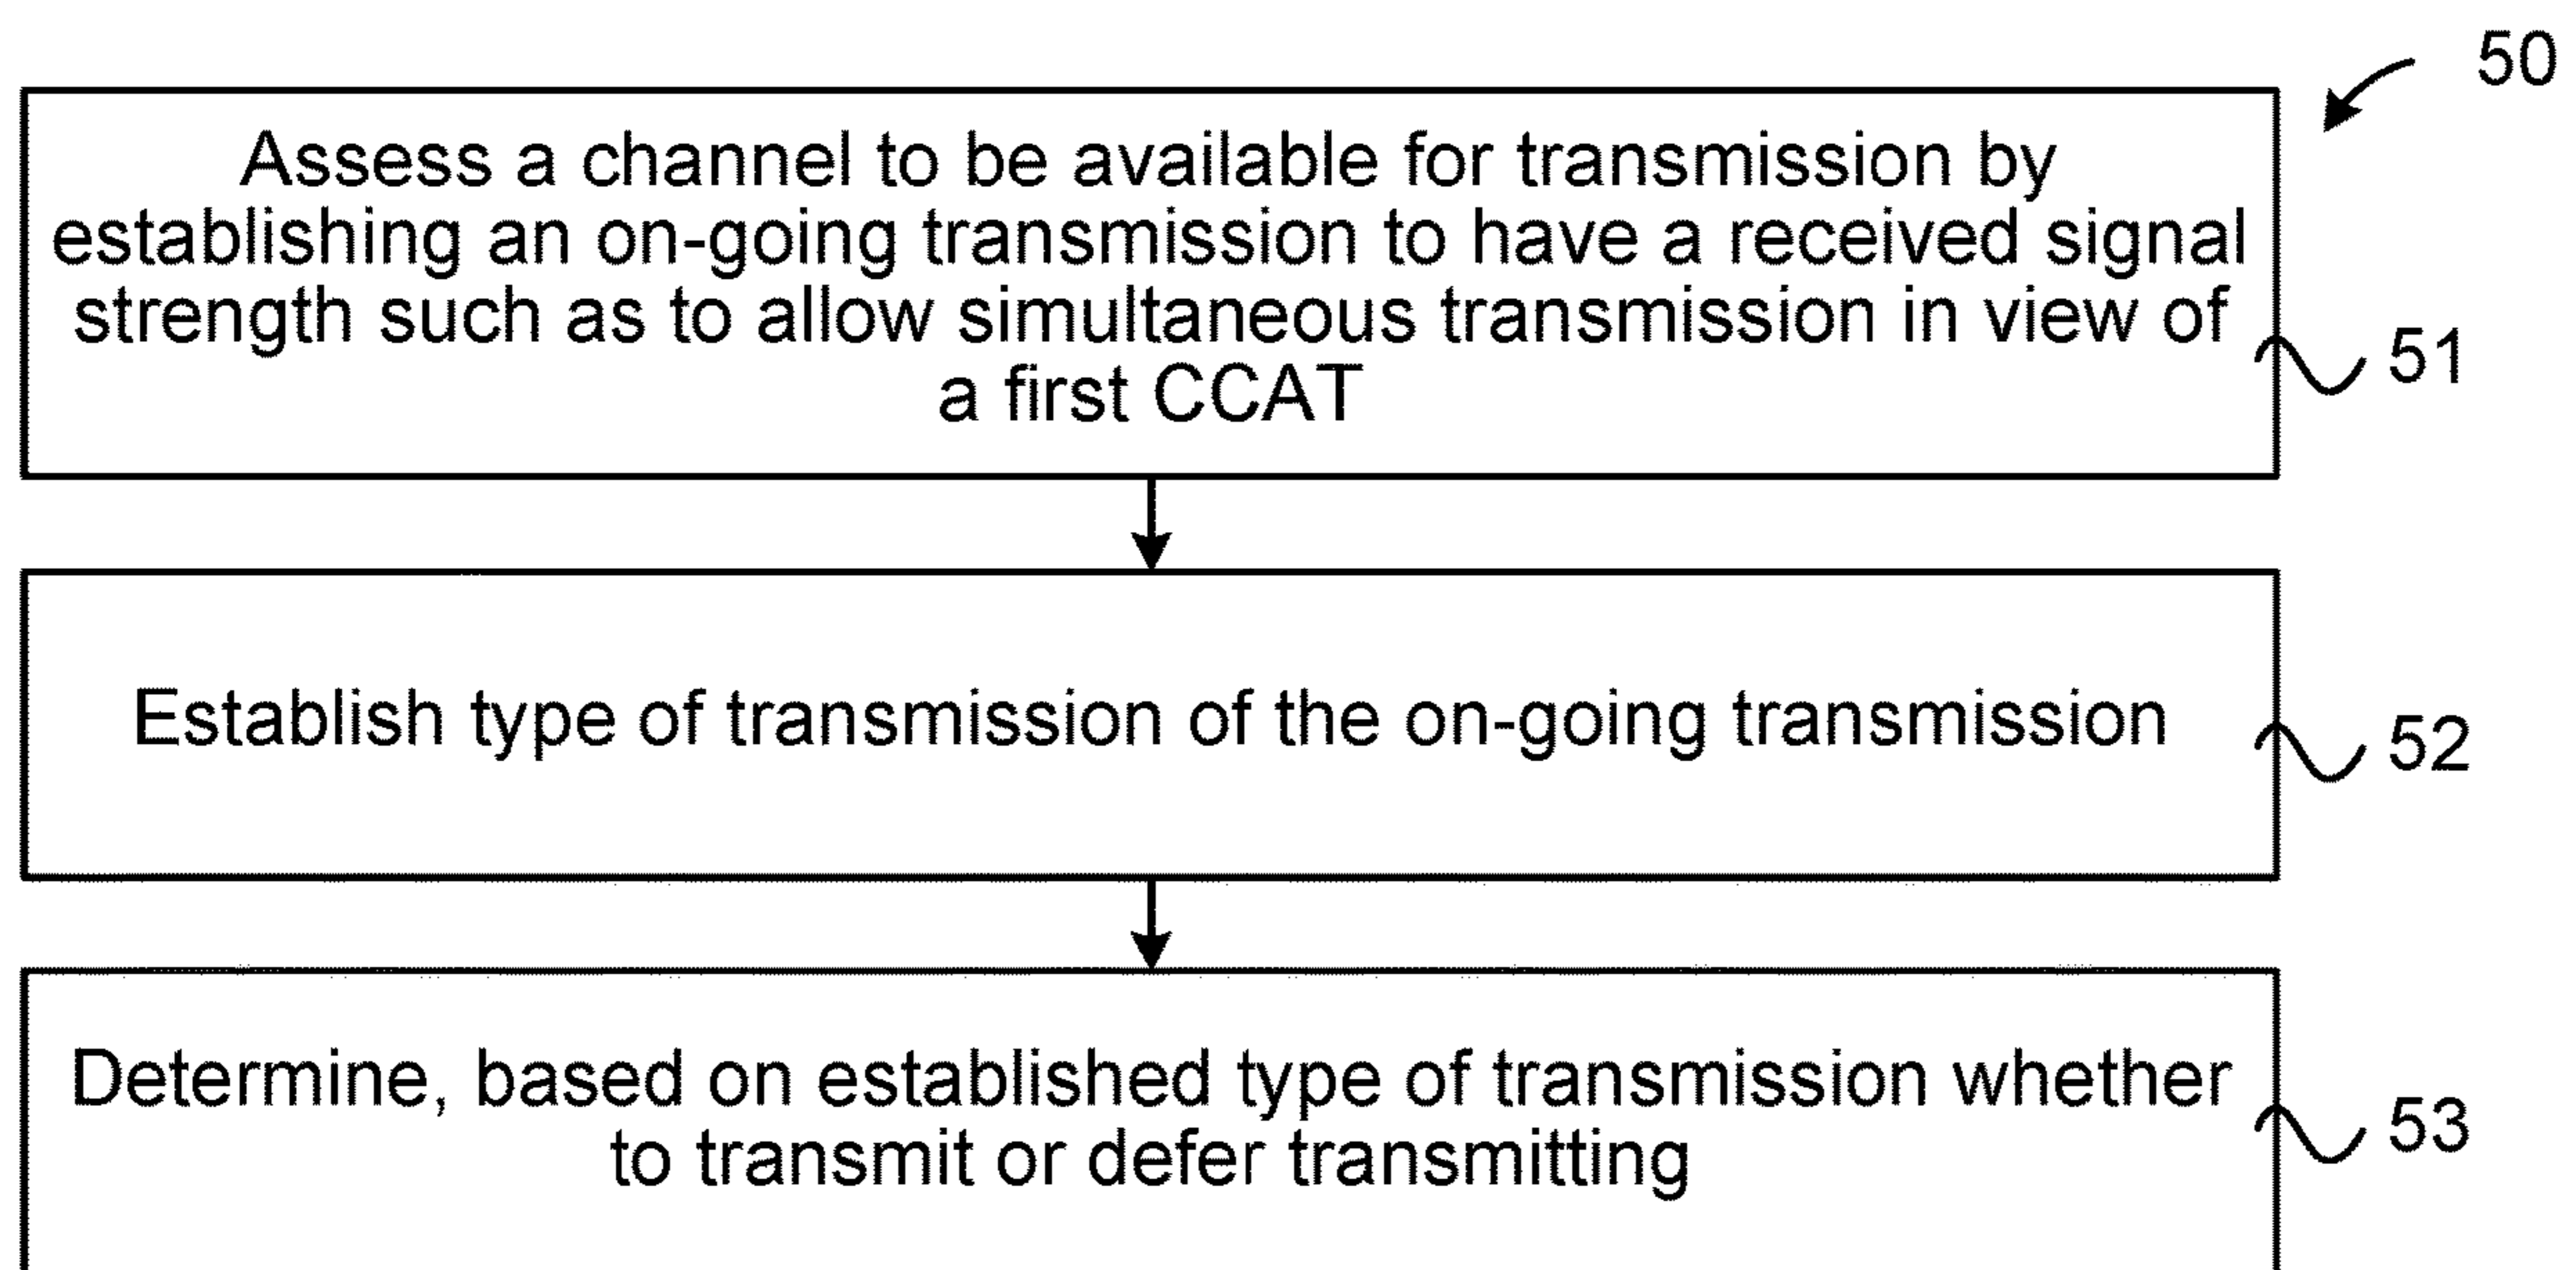 50
Assess a channel to be available for transmission by
establishing an on-going transmission to have a received signal
strength such as to allow simultaneous transmission in view of
a first CCAT
51
Establish type of transmission of the on-going transmission
52
Determine, based on established type of transmission whether
to transmit or defer transmitting
53